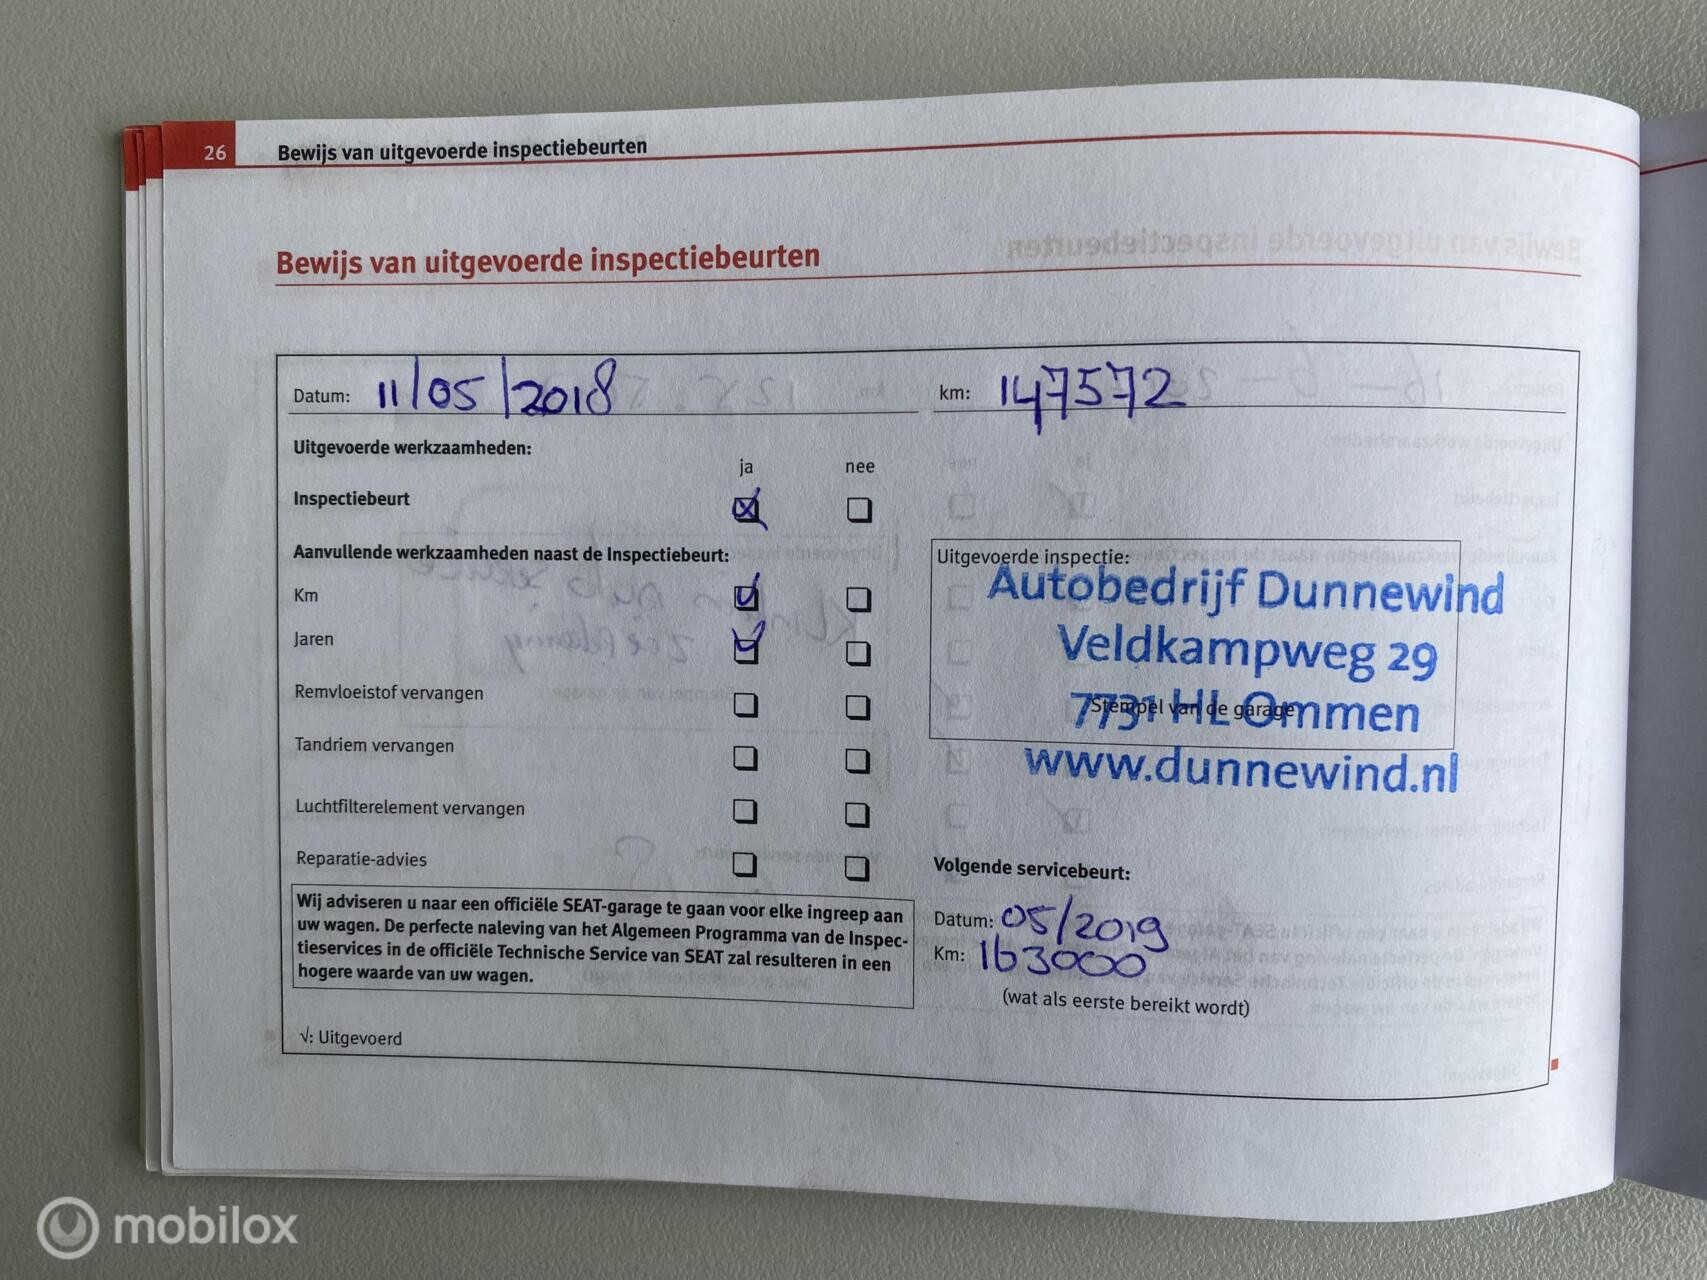 26 Bewijs van uitgevoerde inspectiebeurten
Bewijs van uitgevoerde inspectiebeurten
Datum: 11/05/2018 km: 147572
Uitgevoerde werkzaamheden:
ja nee
Inspectiebeurt
Aanvullende werkzaamheden naast de Inspectiebeurt:
Km
Jaren
Remvloeistof vervangen
Tandriem vervangen
Luchtfilterelement vervangen
Reparatie-advies
Wij adviseren u naar een officiële SEAT-garage te gaan voor elke ingreep aan
uw wagen. De perfecte naleving van het Algemeen Programma van de Inspec-
tieservices in de officiële Technische Service van SEAT zal resulteren in een
hogere waarde van uw wagen.
√: Uitgevoerd
Uitgevoerde inspectie:
Autobedrijf Dunnewind
Veldkampweg 29
7731 HL Ommen
Stempel van de garage
www.dunnewind.nl
Volgende servicebeurt:
Datum: 05/2019
Km: 163000
(wat als eerste bereikt wordt)
mobilox